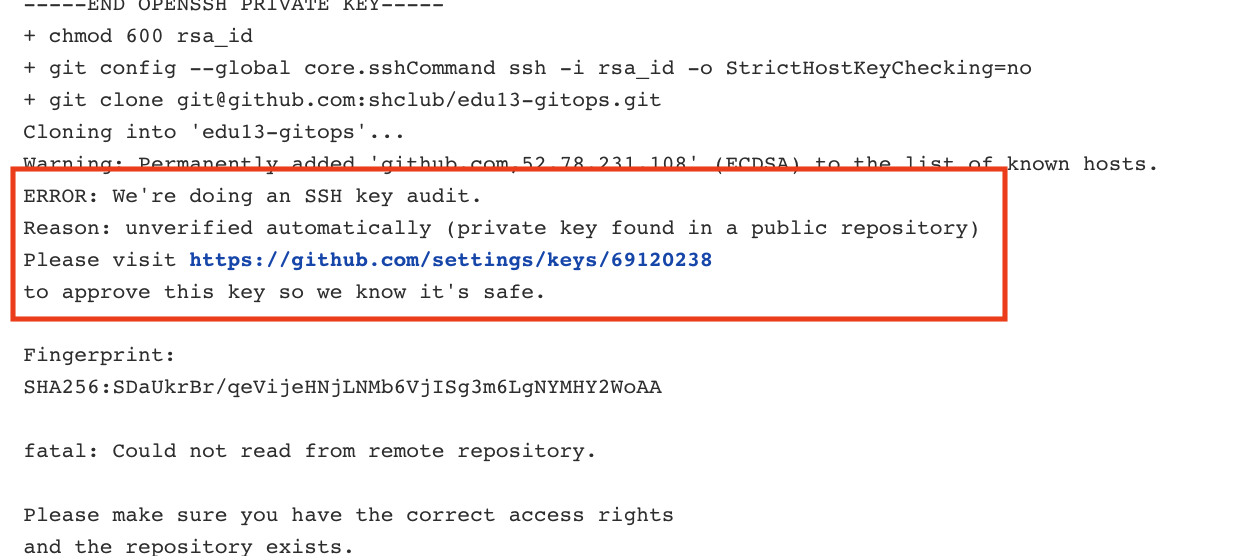 -----END OPENSSH PRIVATE KEY-----
+ chmod 600 rsa_id
+ git config --global core.sshCommand ssh -i rsa_id -o StrictHostKeyChecking=no
+ git clone git@github.com:shclub/edu13-gitops.git
Cloning into 'edu13-gitops'...
Warning: Permanently added 'github.com,52.78.231.108' (ECDSA) to the list of known hosts.
ERROR: We're doing an SSH key audit.
Reason: unverified automatically (private key found in a public repository)
Please visit https://github.com/settings/keys/69120238
to approve this key so we know it's safe.
Fingerprint:
SHA256:SDaUkrBr/qeVijeHNjLNMb6VjISg3m6LgNYMHY2WoAA
fatal: Could not read from remote repository.
Please make sure you have the correct access rights
and the repository exists.